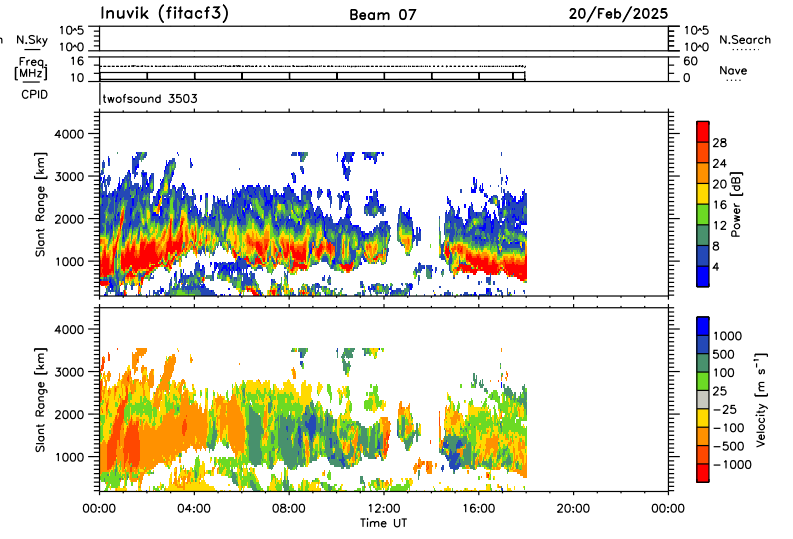 Inuvik (fitacf3) Beam 07 20/Feb/2025
h N.Sky 10^5 10^5 N.Search
10^0 10^0
Freq. 16 60 Nave
[MHz] 10 0
CPID twofsound 3503
Slant Range [km]
4000
3000
2000
1000
28
24
20
16
12
8
4
Power [dB]
Slant Range [km]
4000
3000
2000
1000
1000
500
100
25
-25
-100
-500
-1000
Velocity [m s⁻¹]
00:00 04:00 08:00 12:00 16:00 20:00 00:00
Time UT